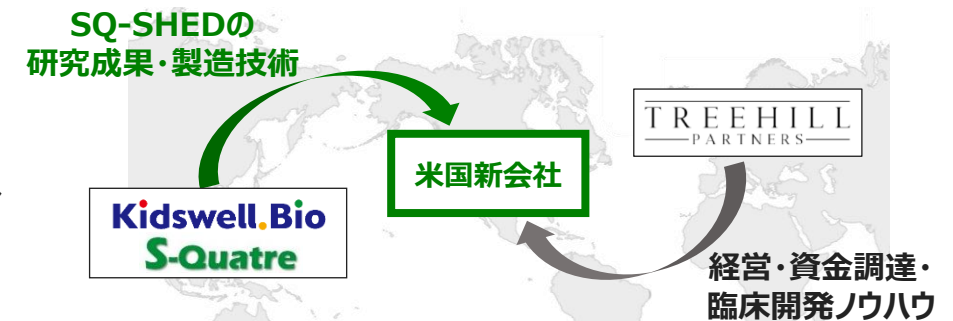 SQ-SHEDの
研究成果・製造技術
TREEHILL
PARTNERS
米国新会社
Kidswell.Bio
S-Quatre
経営・資金調達・
臨床開発ノウハウ